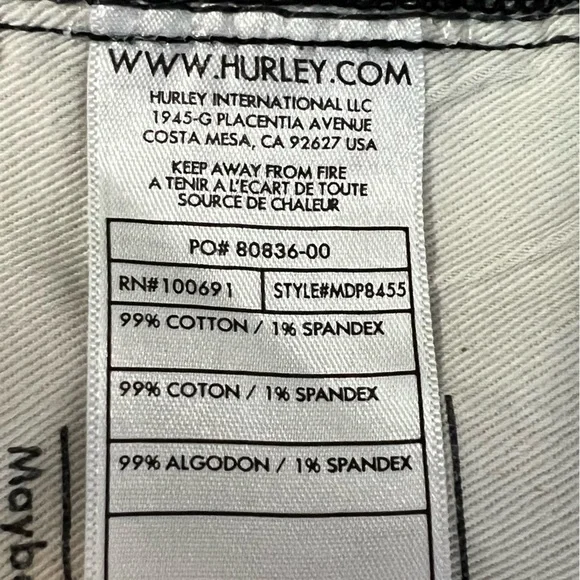 WWW.HURLEY.COM
HURLEY INTERNATIONAL LLC
1945-G PLACENTIA AVENUE
COSTA MESA, CA 92627 USA
KEEP AWAY FROM FIRE
A TENIR A L'ECART DE TOUTE
SOURCE DE CHALEUR
PO# 80836-00
RN#100691 STYLE#MDP8455
99% COTTON / 1% SPANDEX
99% COTON / 1% SPANDEX
99% ALGODON / 1% SPANDEX